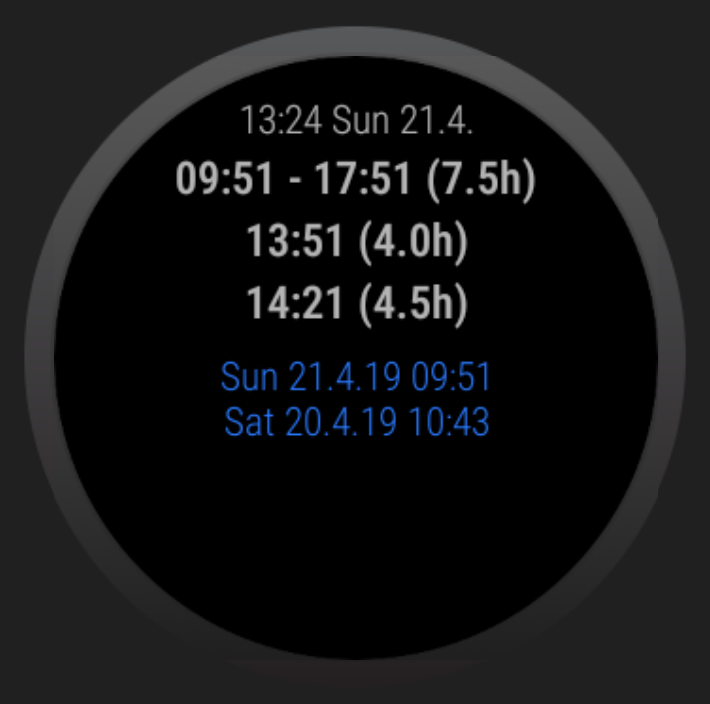 13:24 Sun 21.4.
09:51 - 17:51 (7.5h)
13:51 (4.0h)
14:21 (4.5h)
Sun 21.4.19 09:51
Sat 20.4.19 10:43